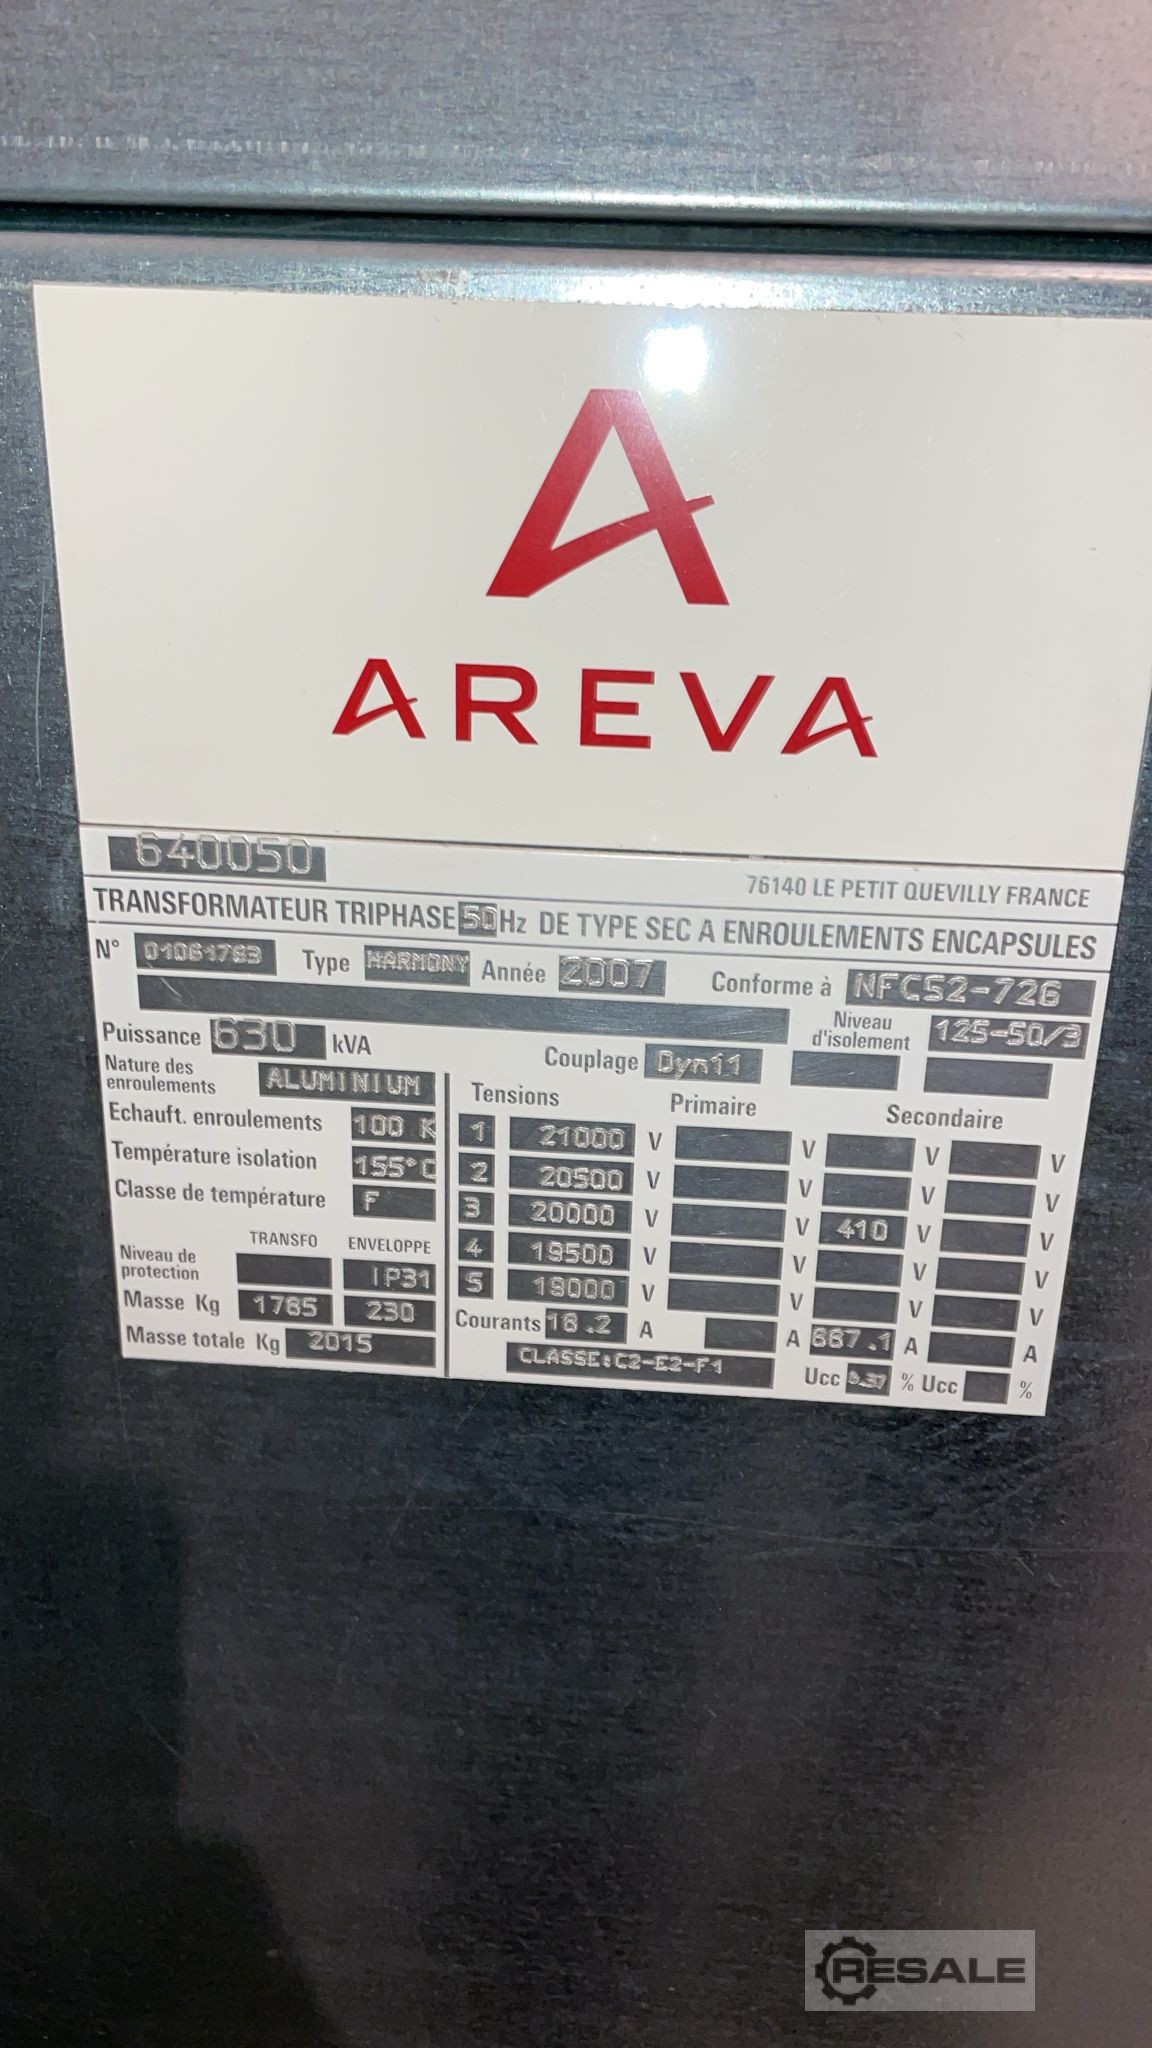 AREVA
640050
76140 LE PETIT QUEVILLY FRANCE
TRANSFORMATEUR TRIPHASE 50 Hz DE TYPE SEC A ENROULEMENTS ENCAPSULES
N° 01061763 Type HARMONY Année 2007 Conforme à NFC52-726
Puissance 630 kVA Couplage Dyn11 Niveau d'isolement 125-50/3
Nature des enroulements ALUMINIUM
Echauft. enroulements 100 K
Température isolation 155°C
Classe de température F
TRANSFO ENVELOPPE
Niveau de protection IP31
Masse Kg 1785 230
Masse totale Kg 2015
Tensions Primaire Secondaire
1 21000 V V V V
2 20500 V V V V
3 20000 V V 410 V V
4 19500 V V V V
5 19000 V V V V
Courants 18.2 A A 887.1 A A
CLASSE:C2-E2-F1
Ucc % Ucc %
RESALE